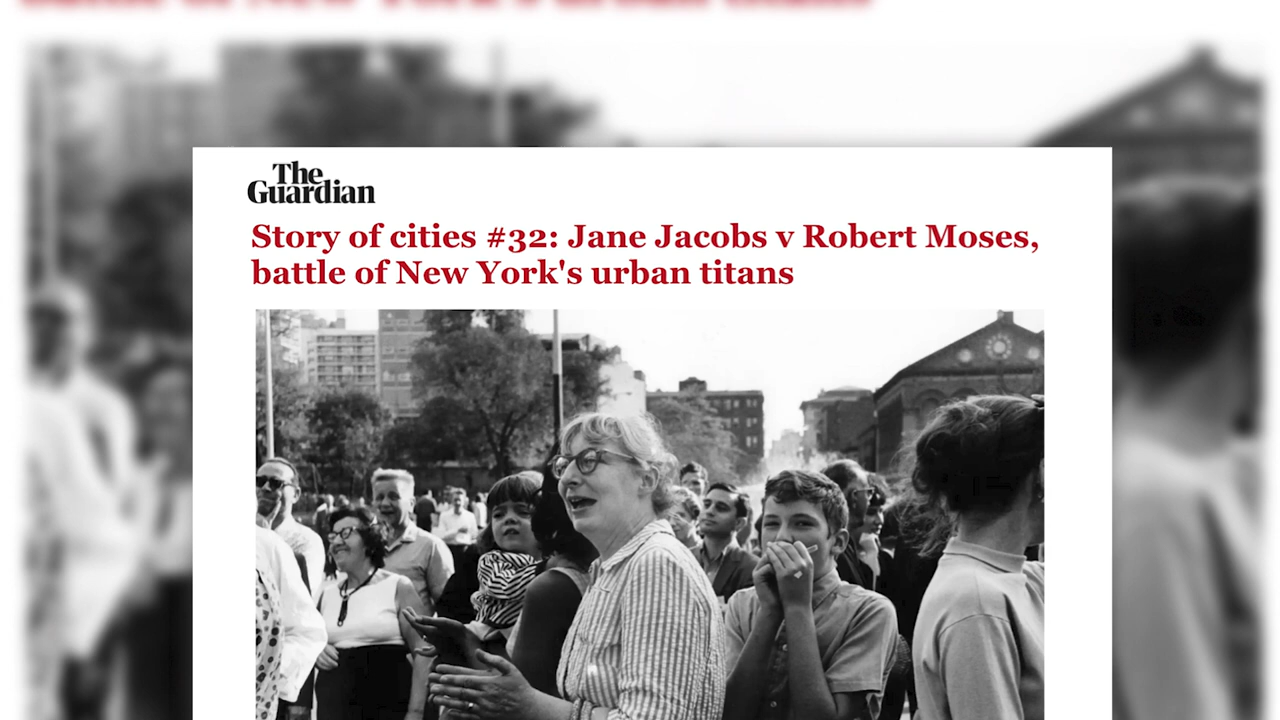 The
Guardian
Story of cities #32: Jane Jacobs v Robert Moses,
battle of New York's urban titans